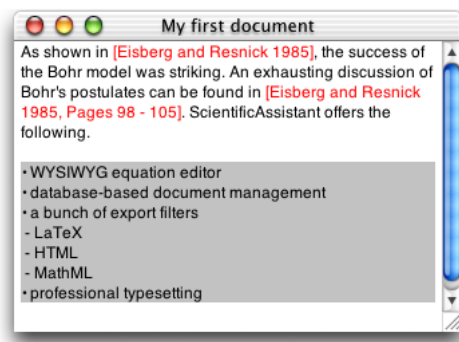 My first document
As shown in [Eisberg and Resnick 1985], the success of
the Bohr model was striking. An exhausting discussion of
Bohr's postulates can be found in [Eisberg and Resnick
1985, Pages 98 - 105]. ScientificAssistant offers the
following.
• WYSIWYG equation editor
• database-based document management
• a bunch of export filters
- LaTeX
- HTML
- MathML
• professional typesetting